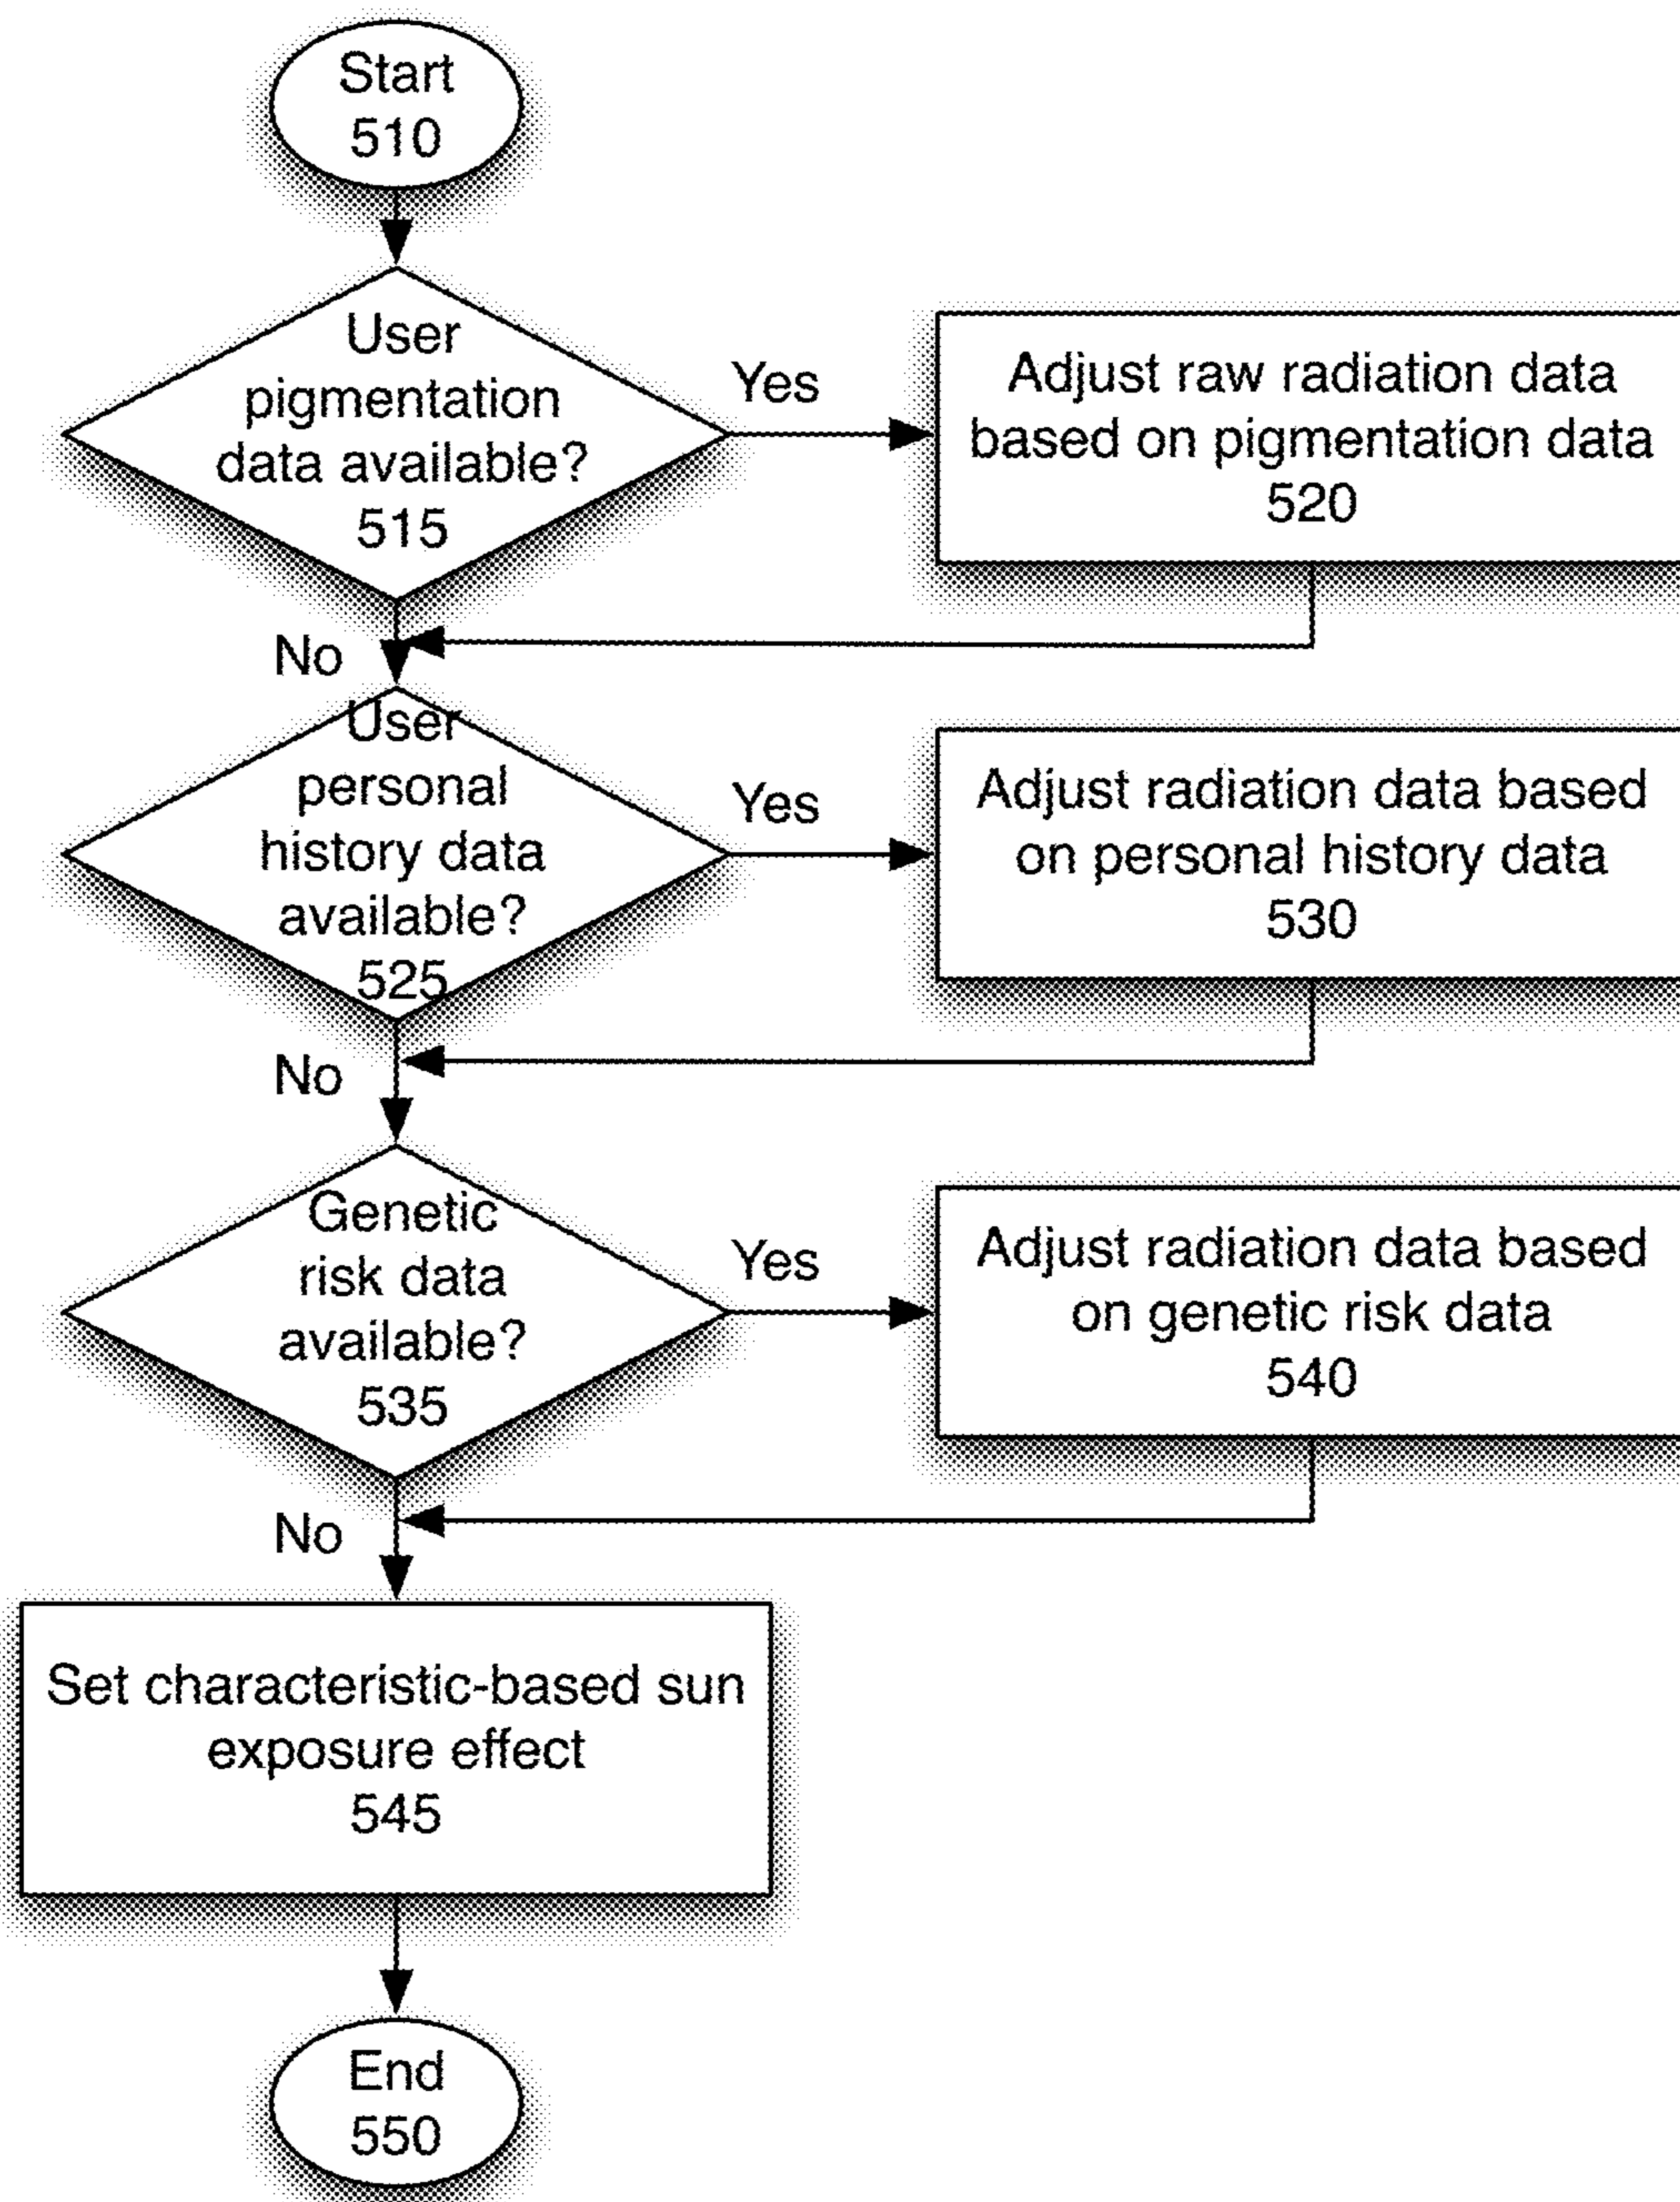 Start
510
User
pigmentation
data available?
515
Yes
Adjust raw radiation data
based on pigmentation data
520
No
User
personal
history data
available?
525
Yes
Adjust radiation data based
on personal history data
530
No
Genetic
risk data
available?
535
Yes
Adjust radiation data based
on genetic risk data
540
No
Set characteristic-based sun
exposure effect
545
End
550